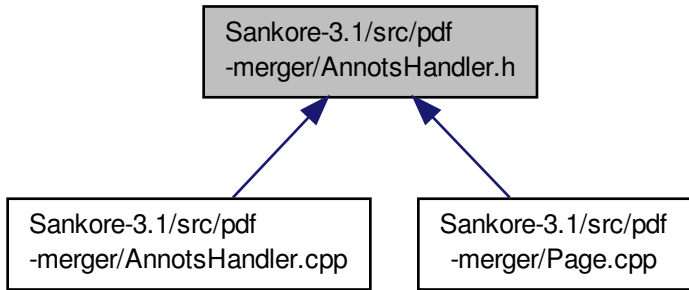 Sankore-3.1/src/pdf
-merger/AnnotsHandler.h
Sankore-3.1/src/pdf
-merger/AnnotsHandler.cpp
Sankore-3.1/src/pdf
-merger/Page.cpp